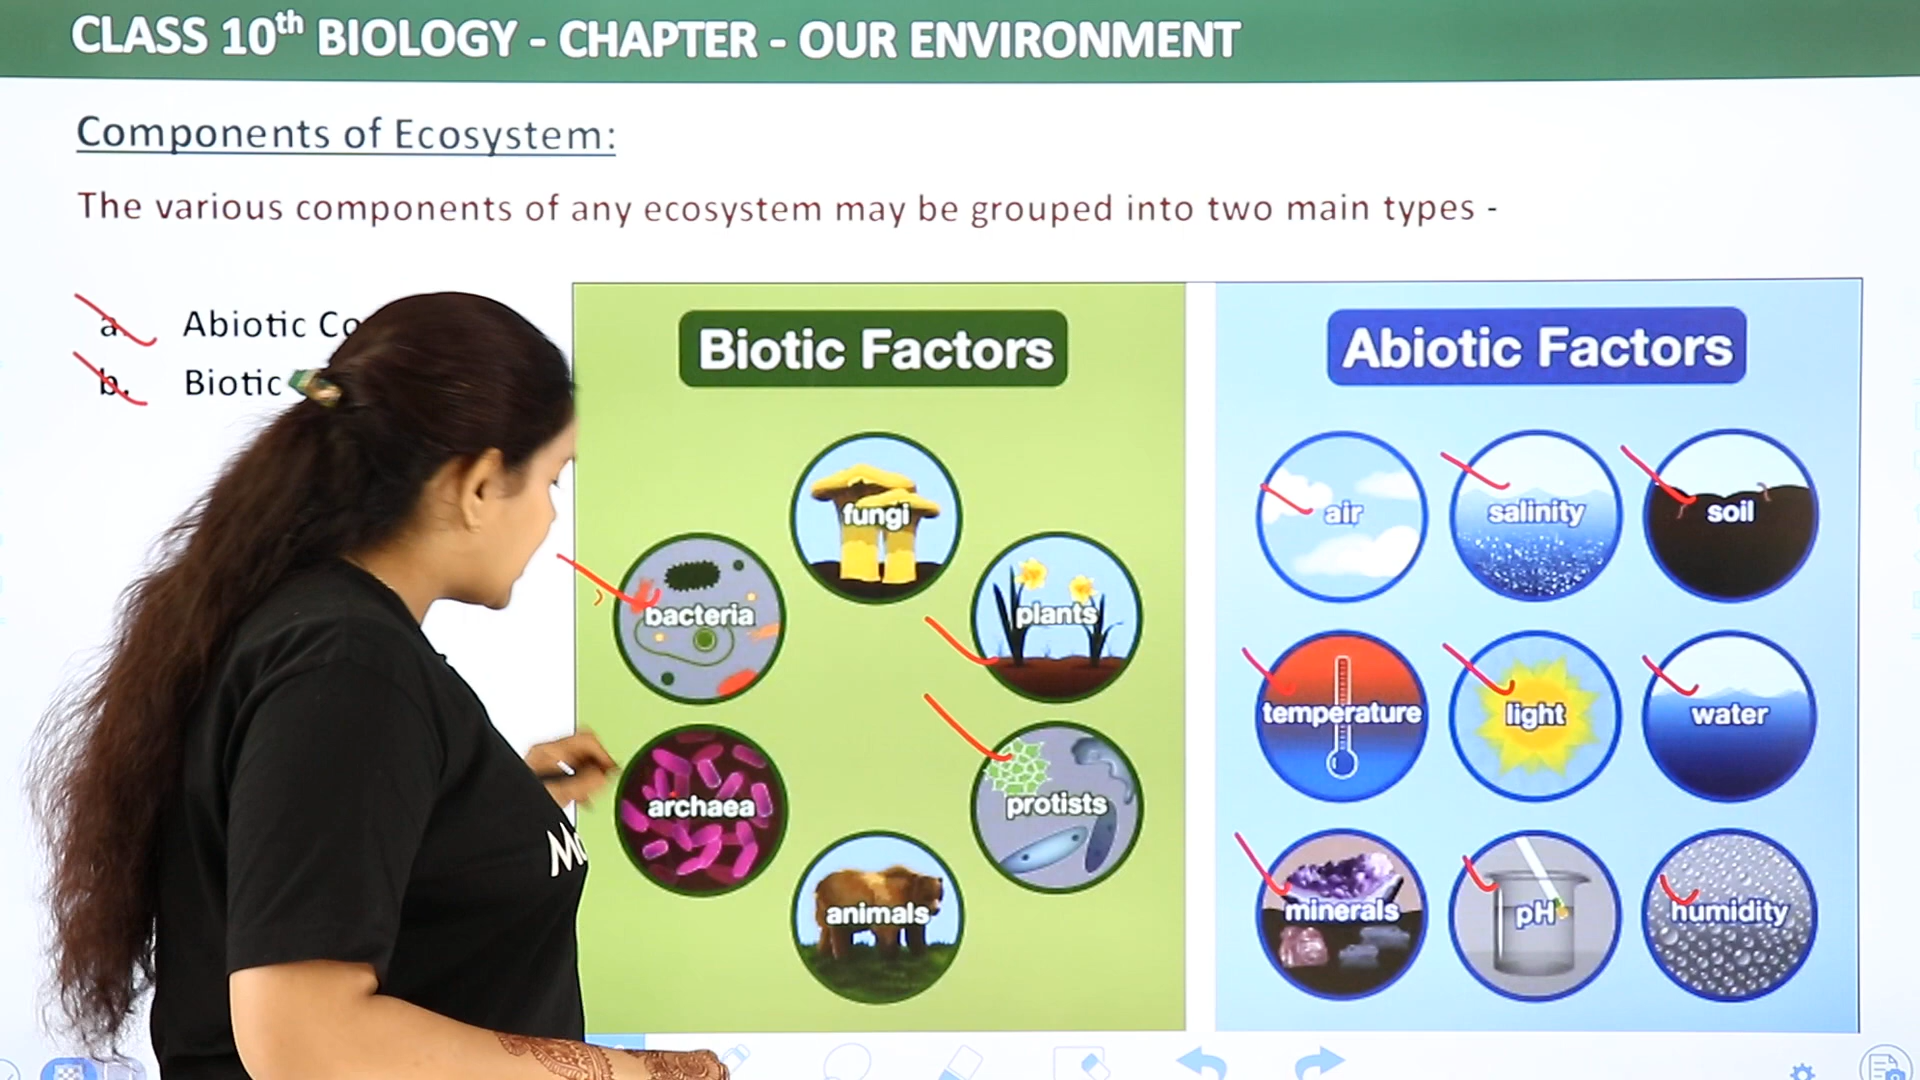 CLASS 10th BIOLOGY - CHAPTER - OUR ENVIRONMENT
Components of Ecosystem:
The various components of any ecosystem may be grouped into two main types -
a. Abiotic Co
b. Biotic
Biotic Factors
fungi
bacteria
plants
archaea
protists
animals
Abiotic Factors
air
salinity
soil
temperature
light
water
minerals
pH
humidity